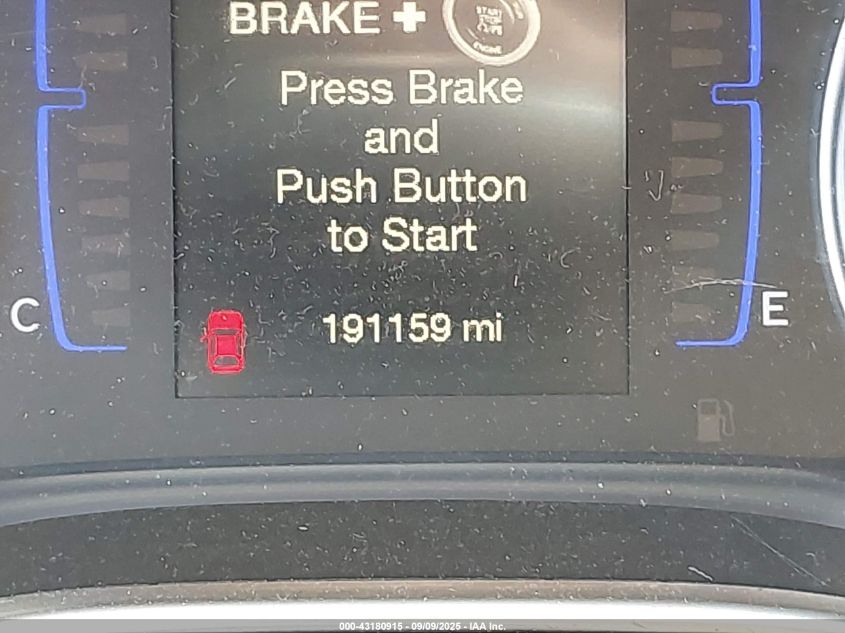 BRAKE +
START
STOP
ENGINE
Press Brake
and
Push Button
to Start
191159 mi
C
E
000-43180915 - 09/09/2025 - IAA Inc.